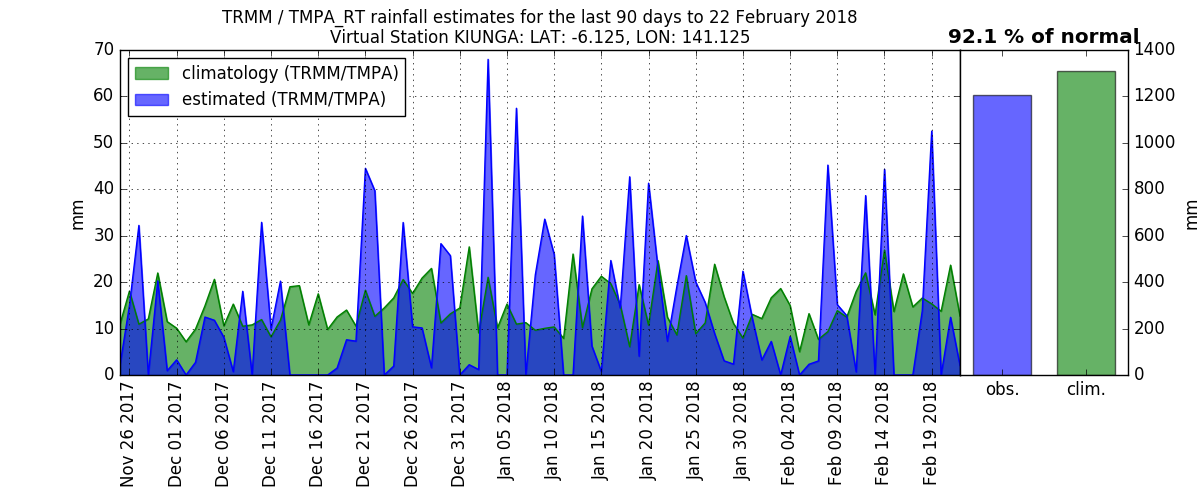 TRMM / TMPA_RT rainfall estimates for the last 90 days to 22 February 2018
Virtual Station KIUNGA: LAT: -6.125, LON: 141.125
92.1 % of normal
climatology (TRMM/TMPA)
estimated (TRMM/TMPA)
mm
70
60
50
40
30
20
10
0
Nov 26 2017
Dec 01 2017
Dec 06 2017
Dec 11 2017
Dec 16 2017
Dec 21 2017
Dec 26 2017
Dec 31 2017
Jan 05 2018
Jan 10 2018
Jan 15 2018
Jan 20 2018
Jan 25 2018
Jan 30 2018
Feb 04 2018
Feb 09 2018
Feb 14 2018
Feb 19 2018
obs.
clim.
1400
1200
1000
800
600
400
200
0
mm